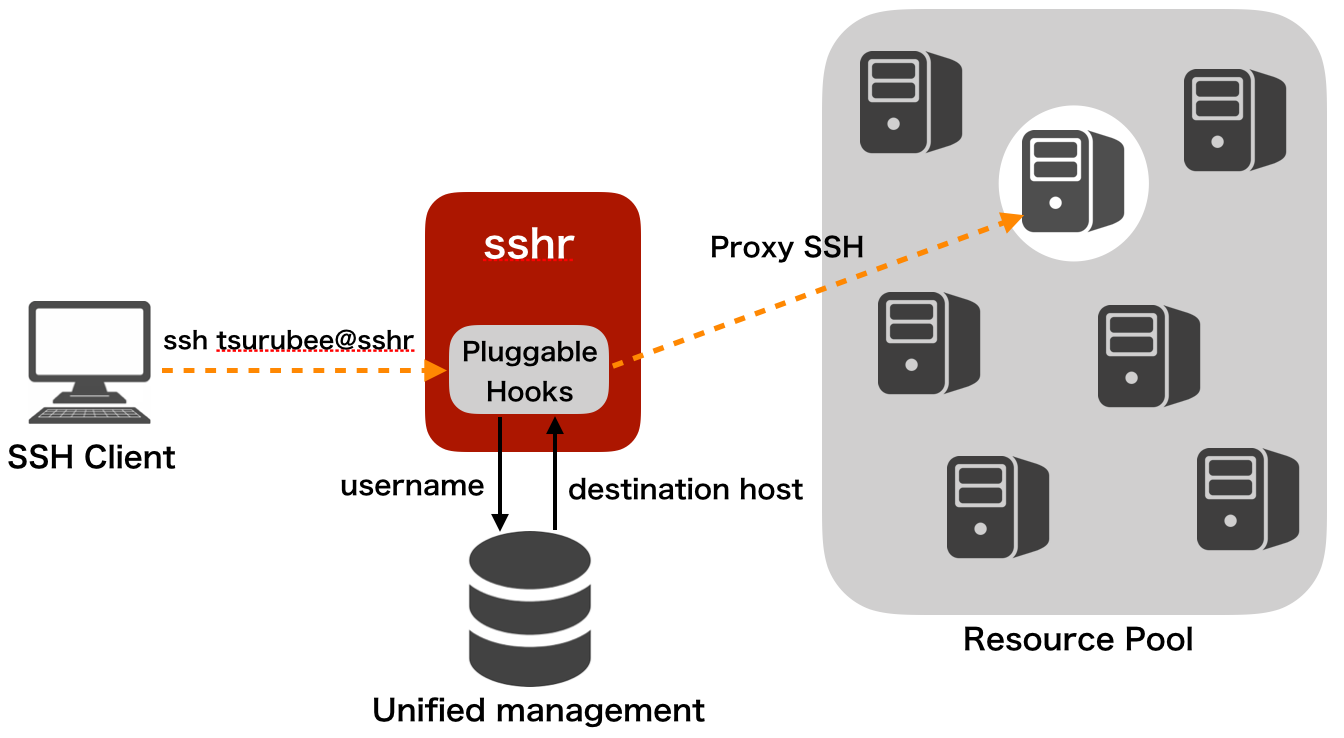 sshr
Proxy SSH
ssh tsurubee@sshr
Pluggable
Hooks
SSH Client
username
destination host
Resource Pool
Unified management